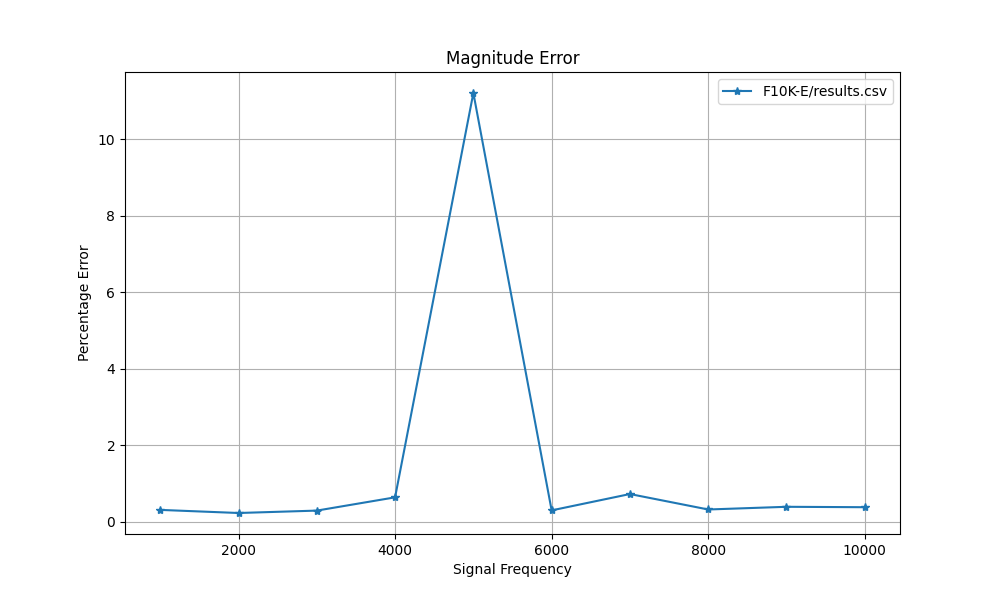 Magnitude Error
F10K-E/results.csv
Percentage Error
10
8
6
4
2
0
2000
4000
6000
8000
10000
Signal Frequency